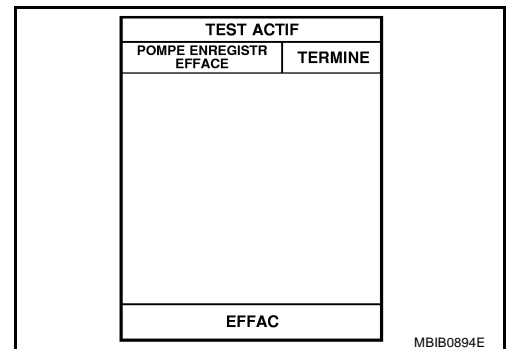 TEST ACTIF
POMPE ENREGISTR
EFFACE
TERMINE
EFFAC
MBIB0894E